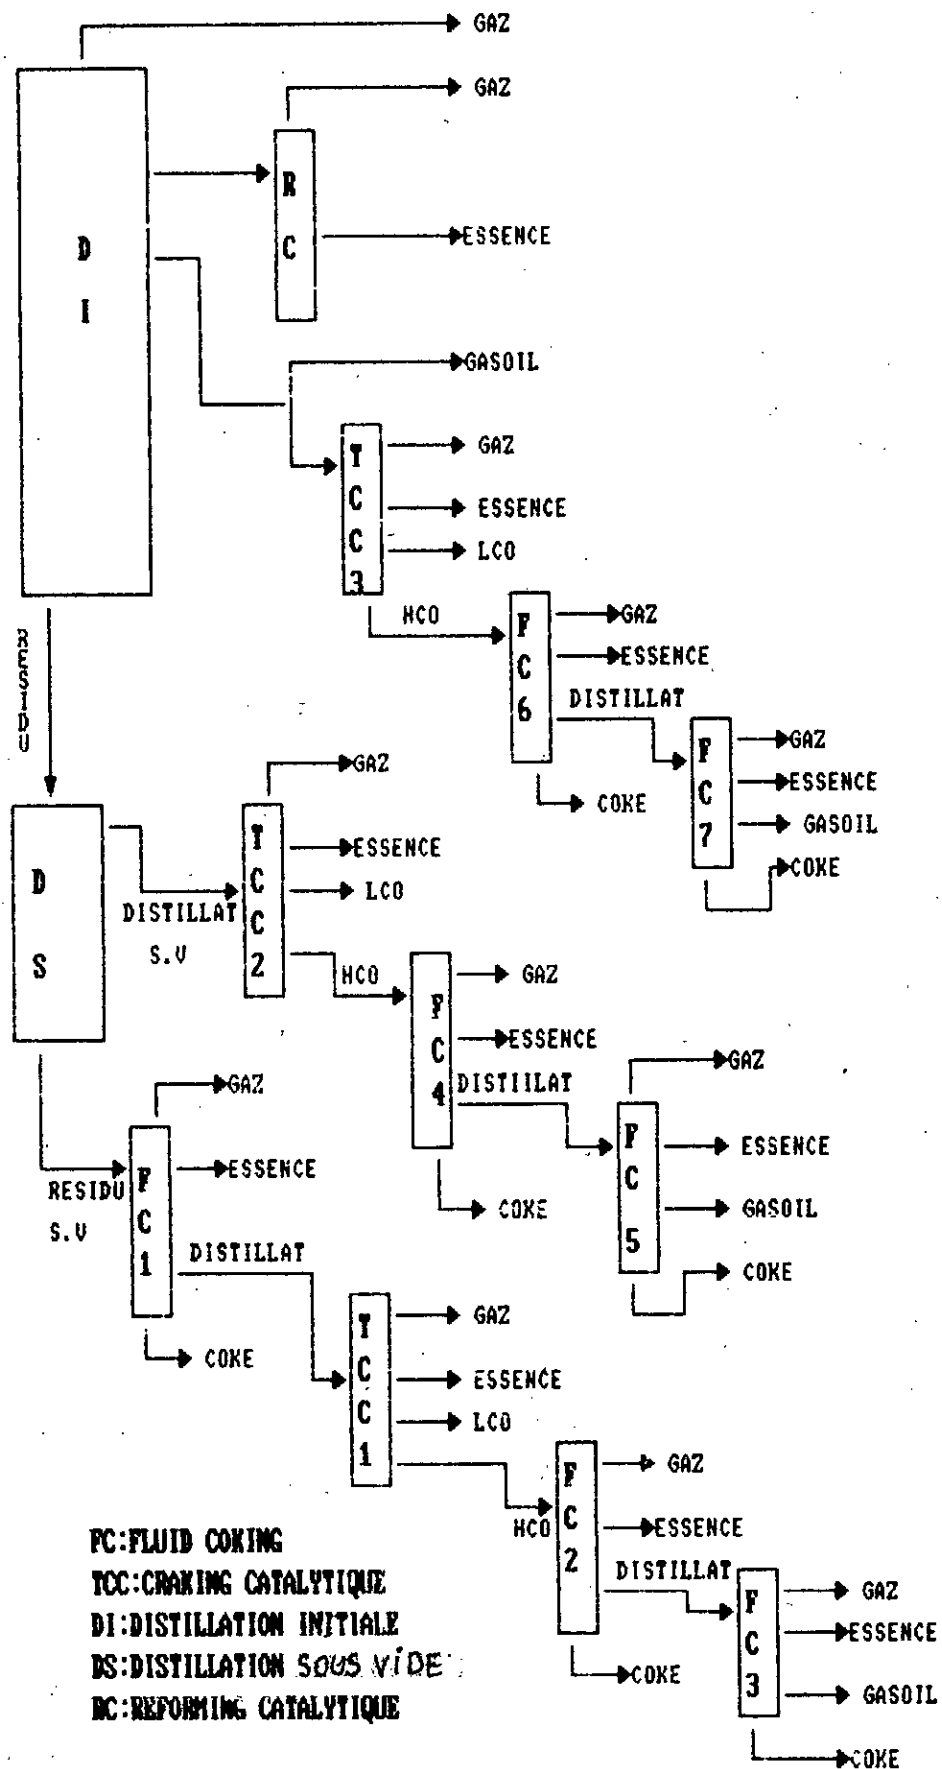 GAZ
GAZ
R
C
ESSENCE
D
I
GASOIL
T
C
C
3
GAZ
ESSENCE
LCO
HCO
F
C
6
GAZ
ESSENCE
DISTILLAT
COKE
F
C
7
GAZ
ESSENCE
GASOIL
COKE
RESIDU
D
S
DISTILLAT
S.V
T
C
C
2
GAZ
ESSENCE
LCO
HCO
F
C
4
GAZ
ESSENCE
DISTIILAT
COKE
F
C
5
GAZ
ESSENCE
GASOIL
COKE
RESIDU
S.V
F
C
1
GAZ
ESSENCE
DISTILLAT
COKE
T
C
C
1
GAZ
ESSENCE
LCO
HCO
F
C
2
GAZ
ESSENCE
DISTILLAT
COKE
F
C
3
GAZ
ESSENCE
GASOIL
COKE
FC:FLUID COKING
TCC:CRAKING CATALYTIQUE
DI:DISTILLATION INITIALE
DS:DISTILLATION SOUS VIDE
RC:REFORMING CATALYTIQUE